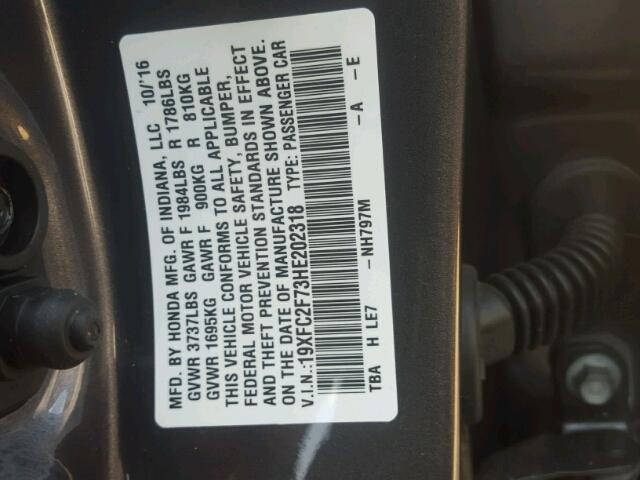 MFD. BY HONDA MFG. OF INDIANA, LLC 10/'16
GVWR 3737LBS GAWR F 1984LBS R 1786LBS
GVWR 1695KG GAWR F 900KG R 810KG
THIS VEHICLE CONFORMS TO ALL APPLICABLE
FEDERAL MOTOR VEHICLE SAFETY, BUMPER,
AND THEFT PREVENTION STANDARDS IN EFFECT
ON THE DATE OF MANUFACTURE SHOWN ABOVE.
V.I.N.:19XFC2F73HE202318 TYPE: PASSENGER CAR
TBA H LE7 -NH797M -A -E